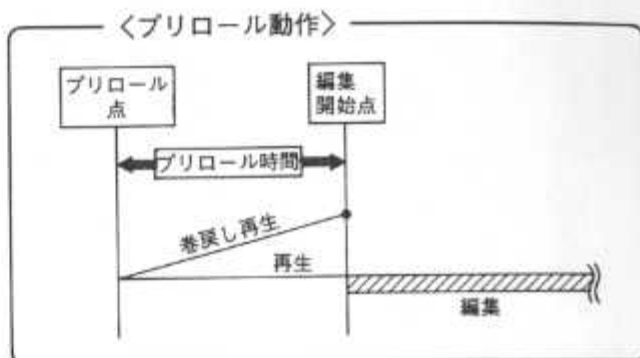 〈プリロール動作〉
プリロール
点
編集
開始点
プリロール時間
巻戻し再生
再生
編集